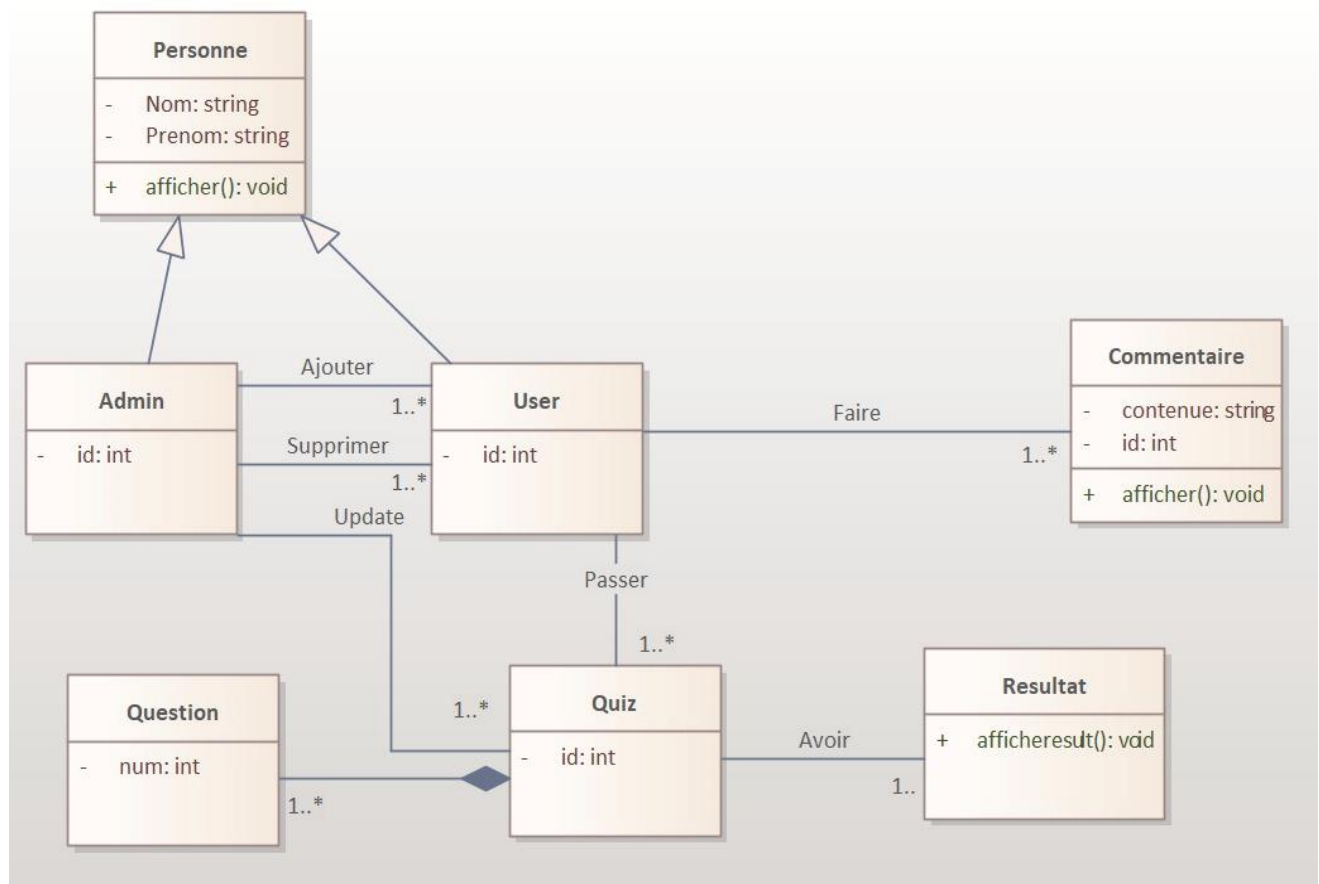 Personne
- Nom: string
- Prenom: string
+ afficher(): void
Admin
- id: int
Ajouter
1..*
Supprimer
1..*
Update
User
- id: int
Faire
1..*
Commentaire
- contenue: string
- id: int
+ afficher(): void
Passer
1..*
Question
- num: int
1..*
1..*
Quiz
- id: int
Avoir
1..
Resultat
+ afficheresult(): void